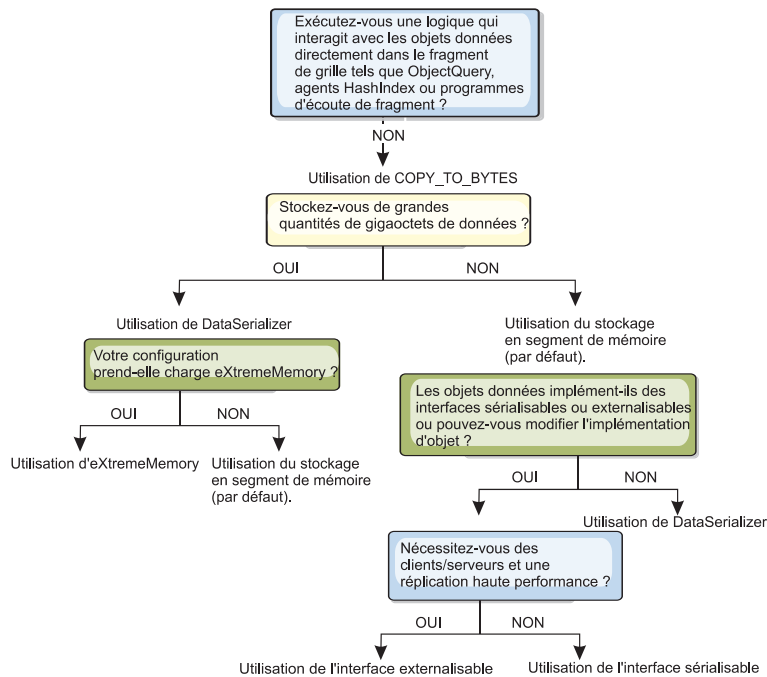 Exécutez-vous une logique qui
interagit avec les objets données
directement dans le fragment
de grille tels que ObjectQuery,
agents HashIndex ou programmes
d'écoute de fragment ?
NON
Utilisation de COPY_TO_BYTES
Stockez-vous de grandes
quantités de gigaoctets de données ?
OUI
NON
Utilisation de DataSerializer
Votre configuration
prend-elle charge eXtremeMemory ?
OUI
NON
Utilisation d'eXtremeMemory
Utilisation du stockage
en segment de mémoire
(par défaut).
Utilisation du stockage
en segment de mémoire
(par défaut).
Les objets données implément-ils des
interfaces sérialisables ou externalisables
ou pouvez-vous modifier l'implémentation
d'objet ?
OUI
NON
Utilisation de DataSerializer
Nécessitez-vous des
clients/serveurs et une
réplication haute performance ?
OUI
NON
Utilisation de l'interface externalisable
Utilisation de l'interface sérialisable